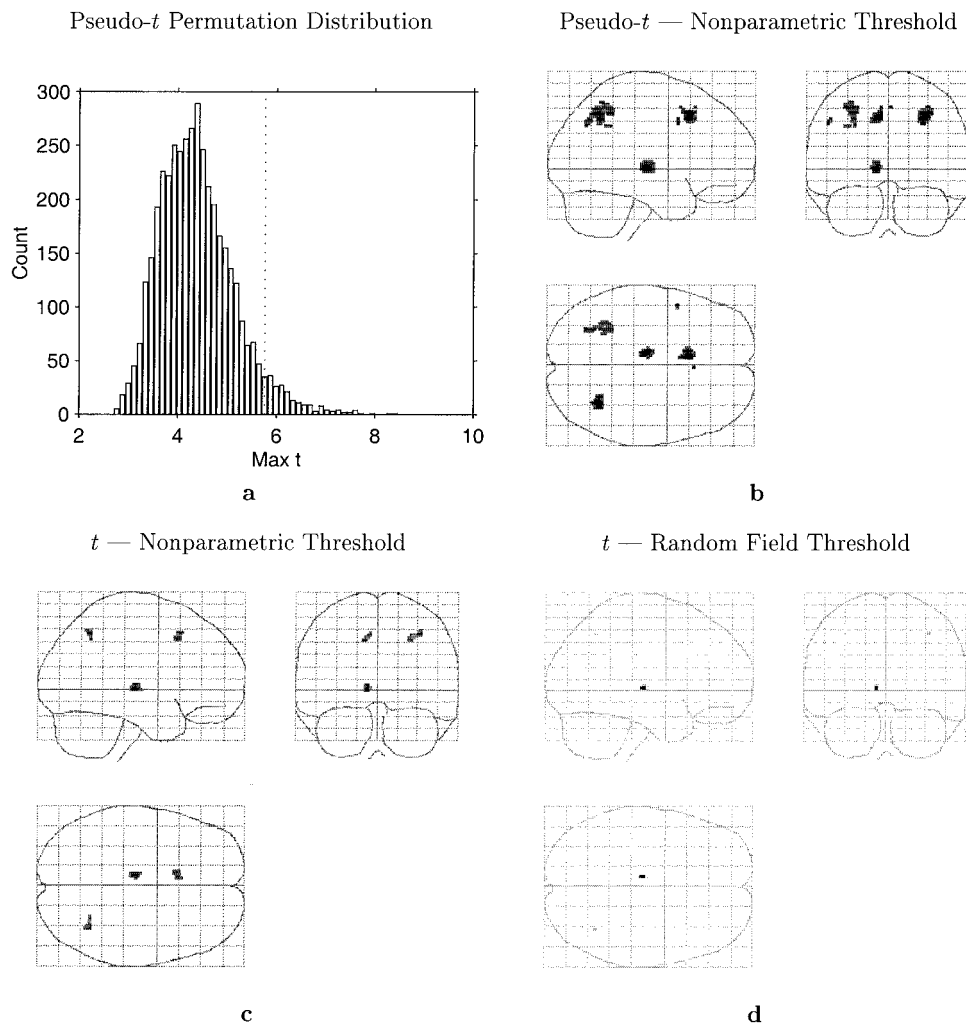 Pseudo-t Permutation Distribution
Pseudo-t — Nonparametric Threshold
300
250
200
150
100
50
0
Count
2
4
6
8
10
Max t
a
b
t — Nonparametric Threshold
t — Random Field Threshold
c
d